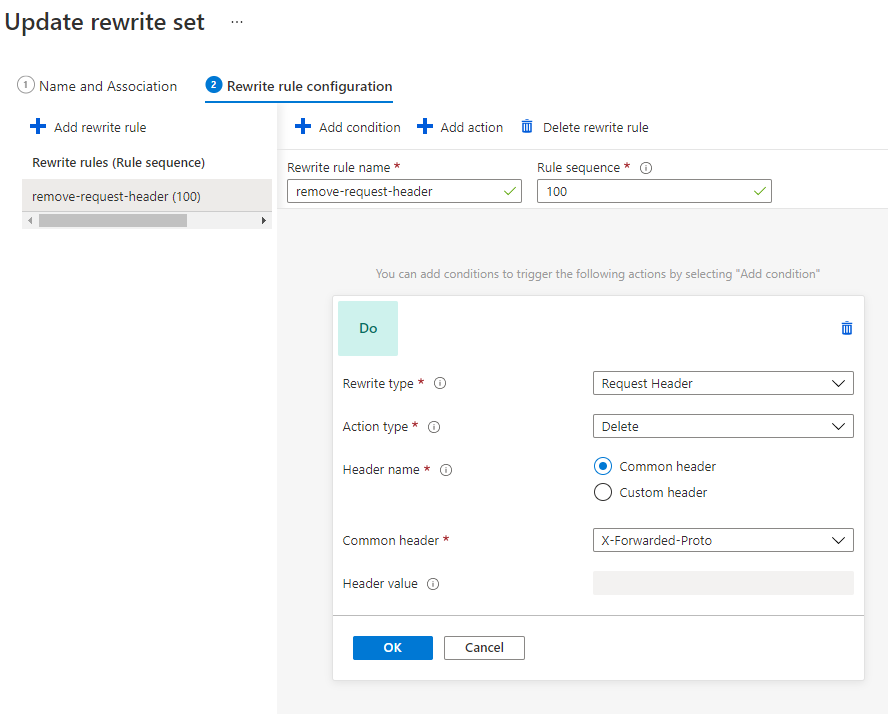 Update rewrite set ...
1 Name and Association
2 Rewrite rule configuration
Add rewrite rule
Rewrite rules (Rule sequence)
remove-request-header (100)
Add condition
Add action
Delete rewrite rule
Rewrite rule name *
Rule sequence *
remove-request-header
100
You can add conditions to trigger the following actions by selecting "Add condition"
Do
Rewrite type *
Request Header
Action type *
Delete
Header name *
Common header
Custom header
Common header *
X-Forwarded-Proto
Header value
OK
Cancel